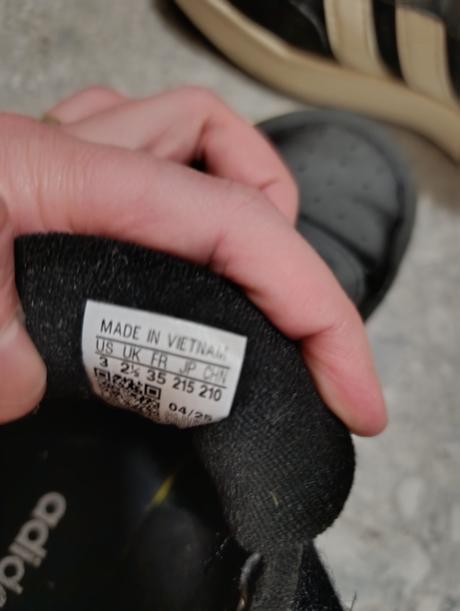 MADE IN VIETNAM
US UK FR JP CHN
3 2½ 35 215 210
04/25
adidas